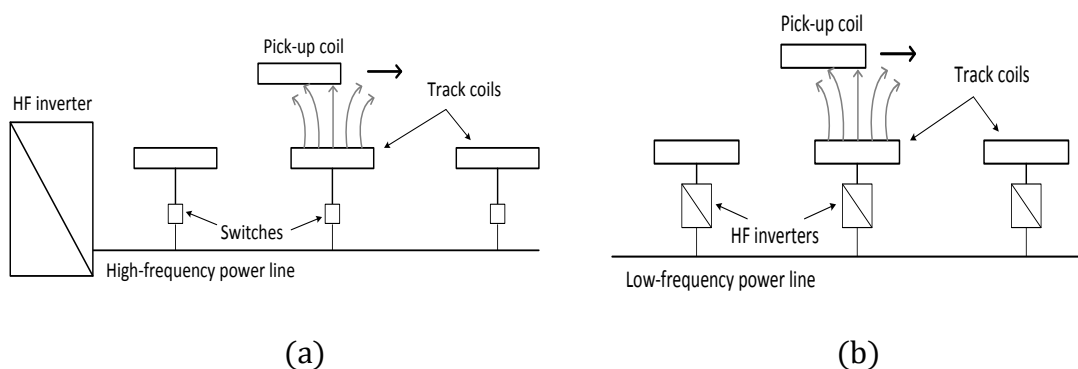 Pick-up coil
HF inverter
Track coils
Switches
High-frequency power line
(a)
Pick-up coil
Track coils
HF inverters
Low-frequency power line
(b)